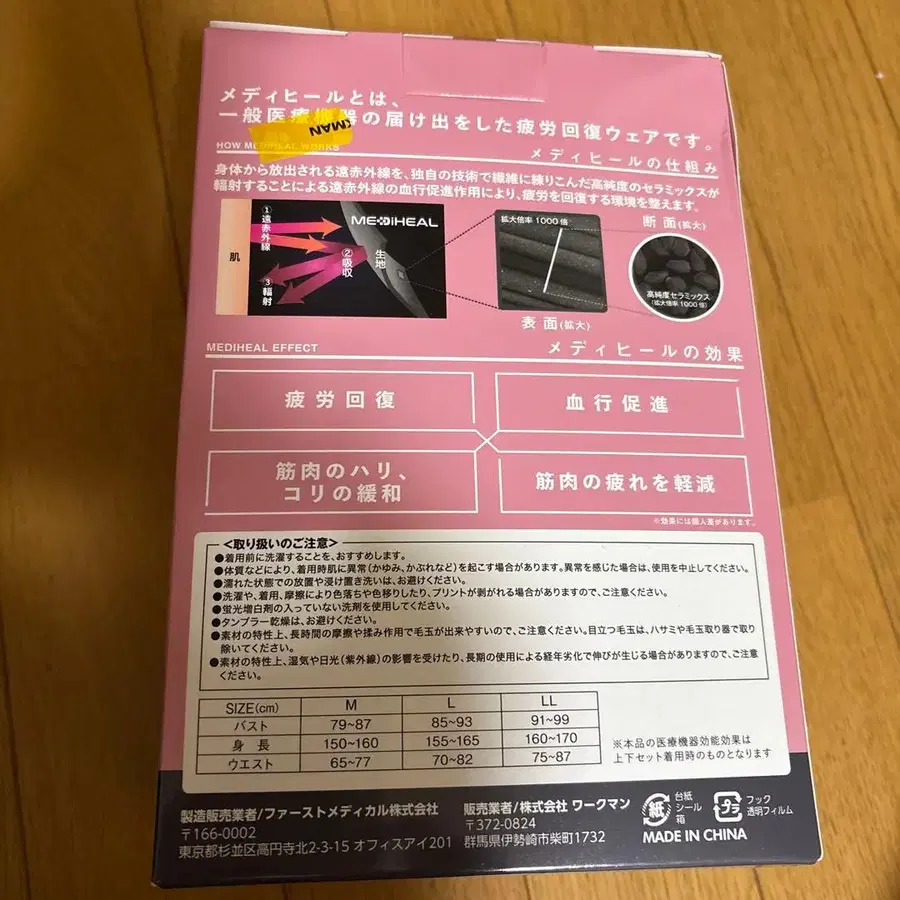 メディヒールとは、
一般医療機器の届け出をした疲労回復ウェアです。
KMAN
HOW MEDIHEAL WORKS
メディヒールの仕組み
身体から放出される遠赤外線を、独自の技術で繊維に練りこんだ高純度のセラミックスが
輻射することによる遠赤外線の血行促進作用により、疲労を回復する環境を整えます。
肌
①遠赤外線
②吸収
③輻射
MEDiHEAL
生地
拡大倍率1000倍
表面(拡大)
断面(拡大)
高純度セラミックス
(拡大倍率1000倍)
MEDIHEAL EFFECT
メディヒールの効果
疲労回復
血行促進
筋肉のハリ、
コリの緩和
筋肉の疲れを軽減
※効果には個人差があります。
<取り扱いのご注意>
●着用前に洗濯することを、おすすめします。
●体質などにより、着用時肌に異常(かゆみ、かぶれなど)を起こす場合があります。異常を感じた場合は、使用を中止してください。
●濡れた状態での放置や浸け置き洗いは、お避けください。
●洗濯や、着用、摩擦により色落ちや色移りしたり、プリントが剥がれる場合がありますので、ご注意ください。
●蛍光増白剤の入っていない洗剤を使用してください。
●タンブラー乾燥は、お避けください。
●素材の特性上、長時間の摩擦や揉み作用で毛玉が出来やすいので、ご注意ください。目立つ毛玉は、ハサミや毛玉取り器で取り
除いてください。
●素材の特性上、湿気や日光(紫外線)の影響を受けたり、長期の使用による経年劣化で伸びが生じる場合がありますので、ご注意
ください。
SIZE(cm) M L LL
バスト 79~87 85~93 91~99
身長 150~160 155~165 160~170
ウエスト 65~77 70~82 75~87
※本品の医療機器効能効果は
上下セット着用時のものとなります
製造販売業者/ファーストメディカル株式会社
〒166-0002
東京都杉並区高円寺北2-3-15 オフィスアイ201
販売業者/株式会社 ワークマン
〒372-0824
群馬県伊勢崎市柴町1732
紙
台紙
シール
箱
プラ
フック
透明フィルム
MADE IN CHINA